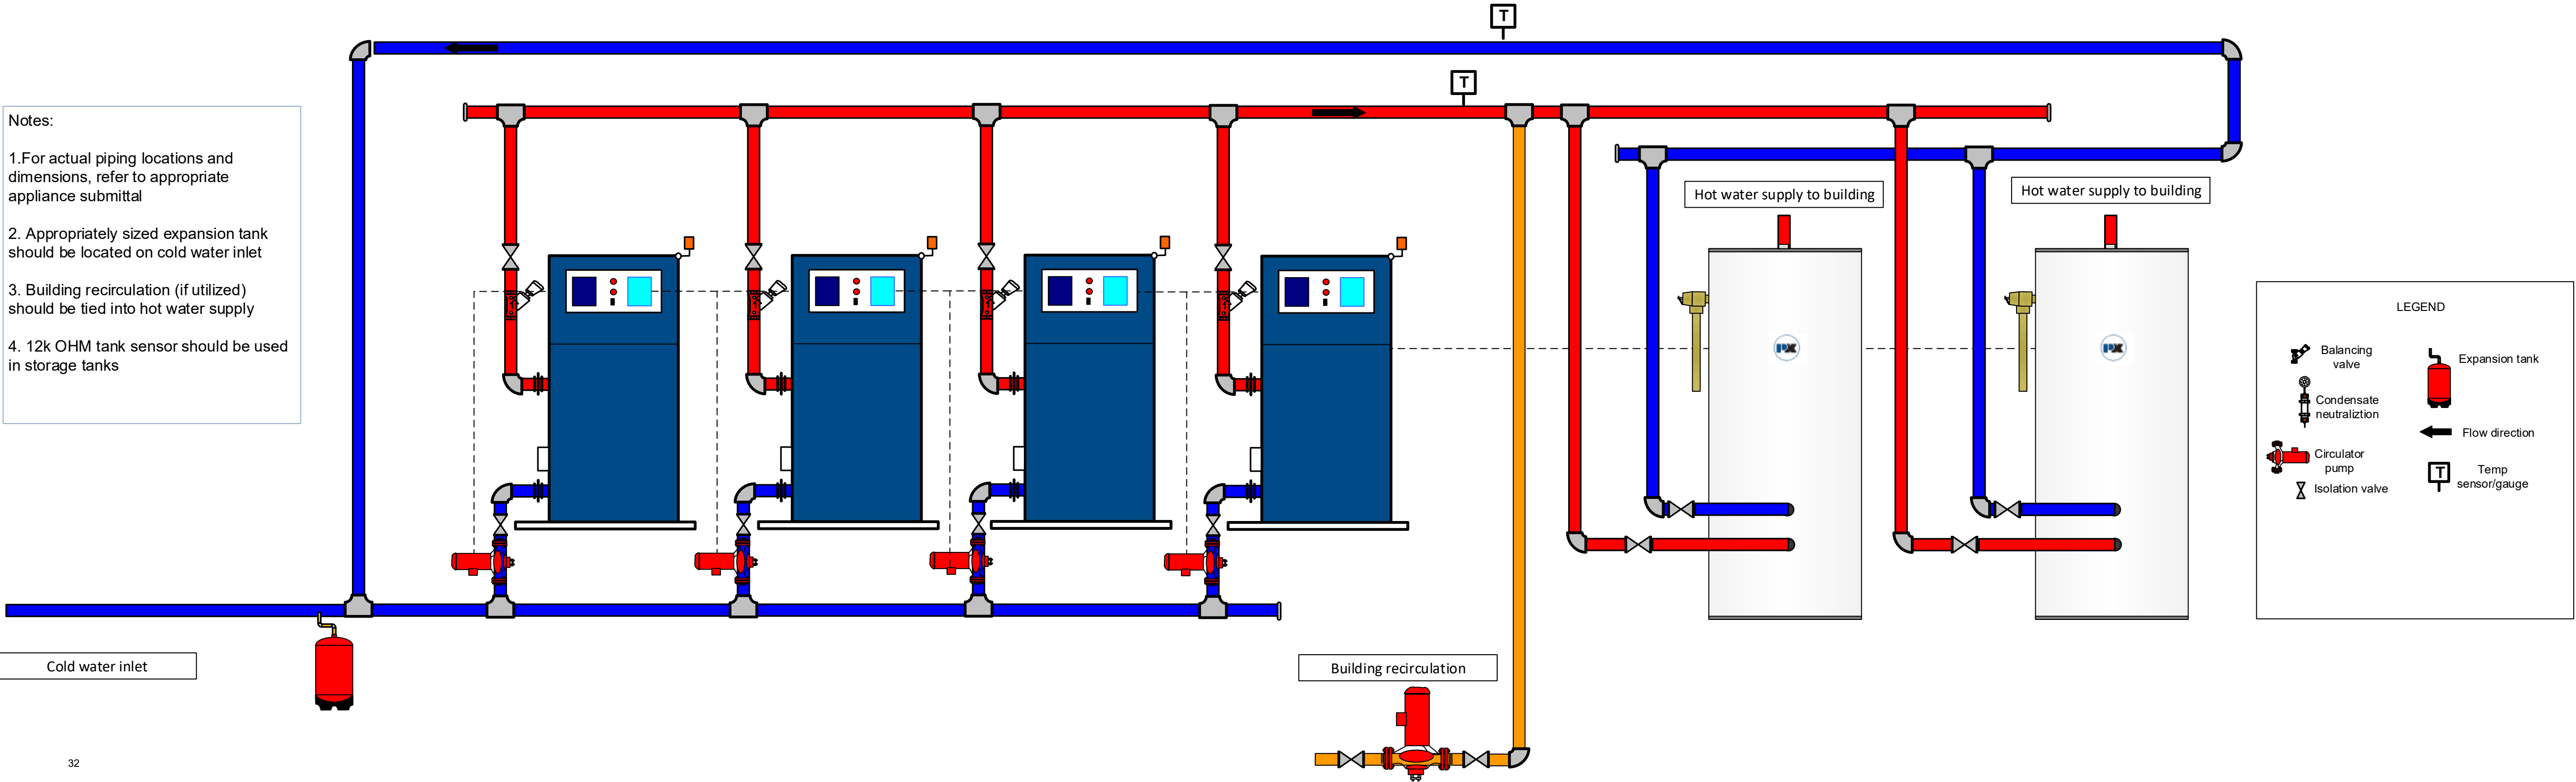 T
T
Notes:
1.For actual piping locations and
dimensions, refer to appropriate
appliance submittal
2. Appropriately sized expansion tank
should be located on cold water inlet
3. Building recirculation (if utilized)
should be tied into hot water supply
4. 12k OHM tank sensor should be used
in storage tanks
Hot water supply to building
Hot water supply to building
PX
PX
LEGEND
Balancing
valve
Condensate
neutraliztion
Circulator
pump
Isolation valve
Expansion tank
Flow direction
T
Temp
sensor/gauge
Cold water inlet
Building recirculation
32